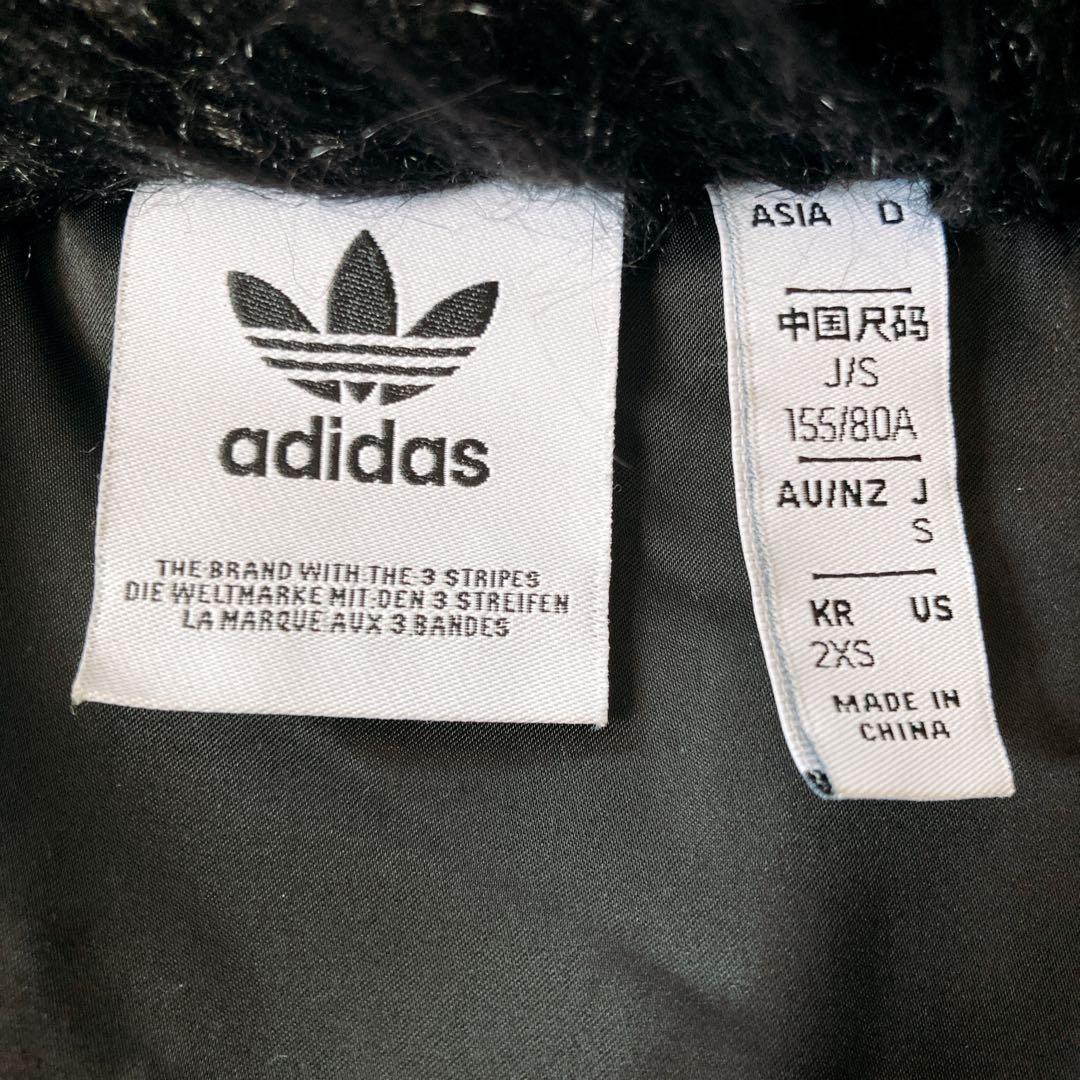 adidas
THE BRAND WITH THE 3 STRIPES
DIE WELTMARKE MIT DEN 3 STREIFEN
LA MARQUE AUX 3 BANDES
ASIA D
中国尺码
J/S
155/80A
AU/NZ J
S
KR US
2XS
MADE IN
CHINA